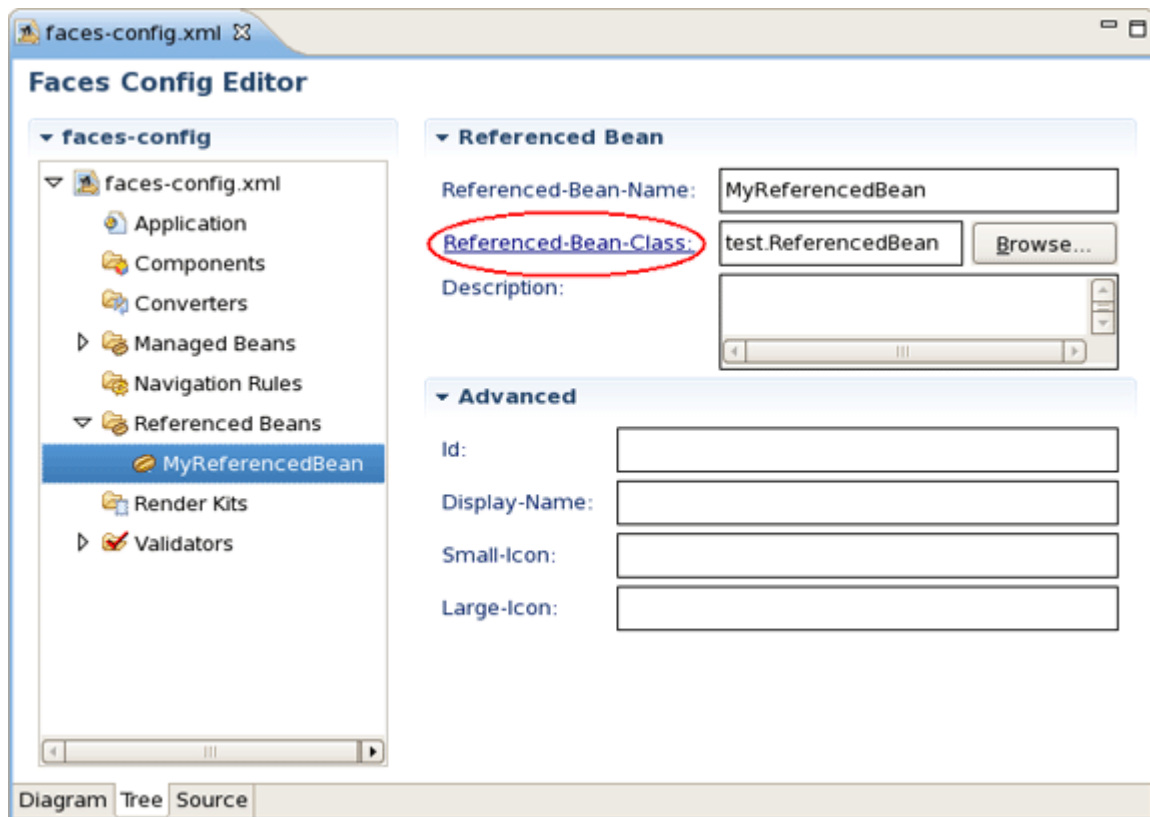 faces-config.xml
Faces Config Editor
faces-config
faces-config.xml
Application
Components
Converters
Managed Beans
Navigation Rules
Referenced Beans
MyReferencedBean
Render Kits
Validators
Referenced Bean
Referenced-Bean-Name: MyReferencedBean
Referenced-Bean-Class: test.ReferencedBean Browse...
Description:
Advanced
Id:
Display-Name:
Small-Icon:
Large-Icon:
Diagram Tree Source